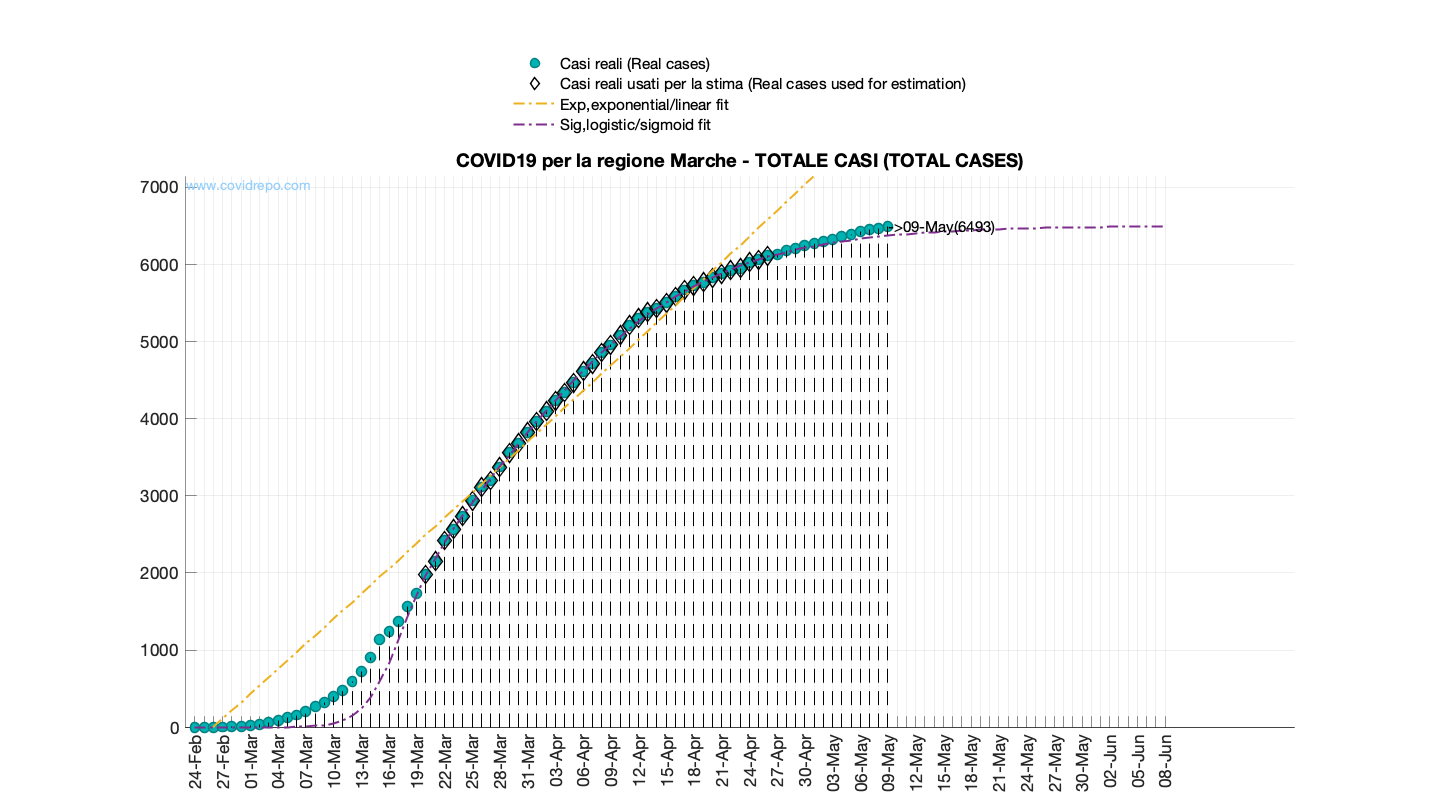 Casi reali (Real cases)
Casi reali usati per la stima (Real cases used for estimation)
Exp,exponential/linear fit
Sig,logistic/sigmoid fit
COVID19 per la regione Marche - TOTALE CASI (TOTAL CASES)
www.covidrepo.com
7000
6000
5000
4000
3000
2000
1000
0
->09-May(6493)
24-Feb
27-Feb
01-Mar
04-Mar
07-Mar
10-Mar
13-Mar
16-Mar
19-Mar
22-Mar
25-Mar
28-Mar
31-Mar
03-Apr
06-Apr
09-Apr
12-Apr
15-Apr
18-Apr
21-Apr
24-Apr
27-Apr
30-Apr
03-May
06-May
09-May
12-May
15-May
18-May
21-May
24-May
27-May
30-May
02-Jun
05-Jun
08-Jun